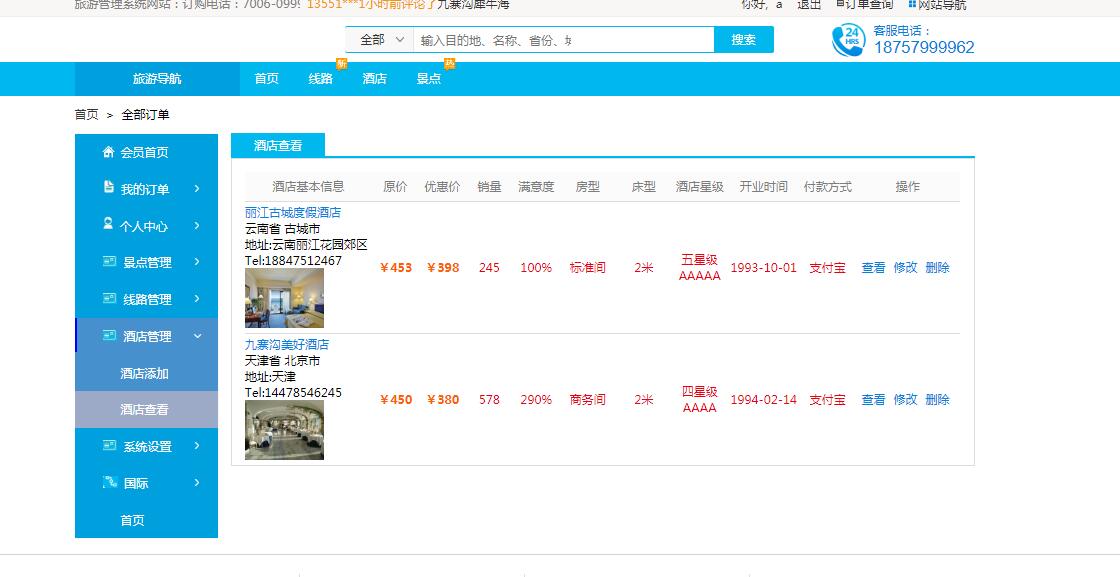 旅游管理系统网站：订购电话：7006-0999 13551***1小时前评论了九寨沟犀牛海
你好, a 退出 订单查询 网站导航
全部 输入目的地、名称、省份、 搜索
24 HRS 客服电话：
18757999962
新 热
旅游导航 首页 线路 酒店 景点
首页 > 全部订单
会员首页
我的订单
个人中心
景点管理
线路管理
酒店管理
酒店添加
酒店查看
系统设置
国际
首页
酒店查看
酒店基本信息 原价 优惠价 销量 满意度 房型 床型 酒店星级 开业时间 付款方式 操作
丽江古城度假酒店
云南省 古城市
地址:云南丽江花园郊区
Tel:18847512467
￥453 ￥398 245 100% 标准间 2米 五星级 AAAAA 1993-10-01 支付宝 查看 修改 删除
九寨沟美好酒店
天津省 北京市
地址:天津
Tel:14478546245
￥450 ￥380 578 290% 商务间 2米 四星级 AAAA 1994-02-14 支付宝 查看 修改 删除